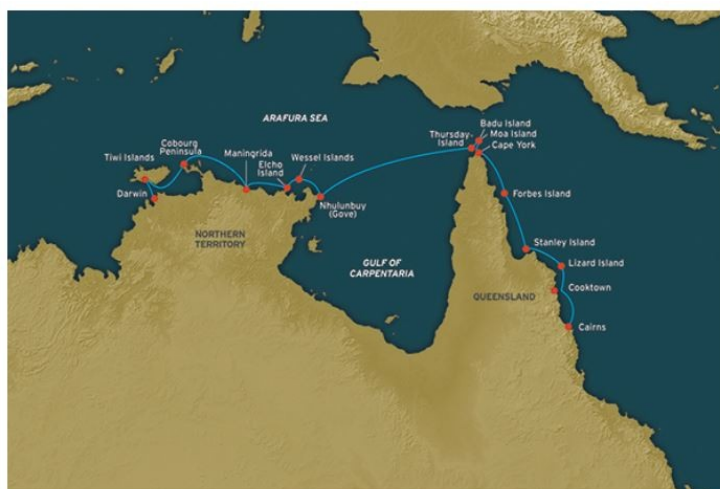 ARAFURA SEA
Badu Island
Moa Island
Thursday
Island
Cape York
Cobourg
Peninsula
Tiwi Islands
Maningrida
Elcho
Island
Wessel Islands
Darwin
Nhulunbuy
(Gove)
Forbes Island
NORTHERN
TERRITORY
Stanley Island
GULF OF
CARPENTARIA
Lizard Island
Cooktown
QUEENSLAND
Cairns